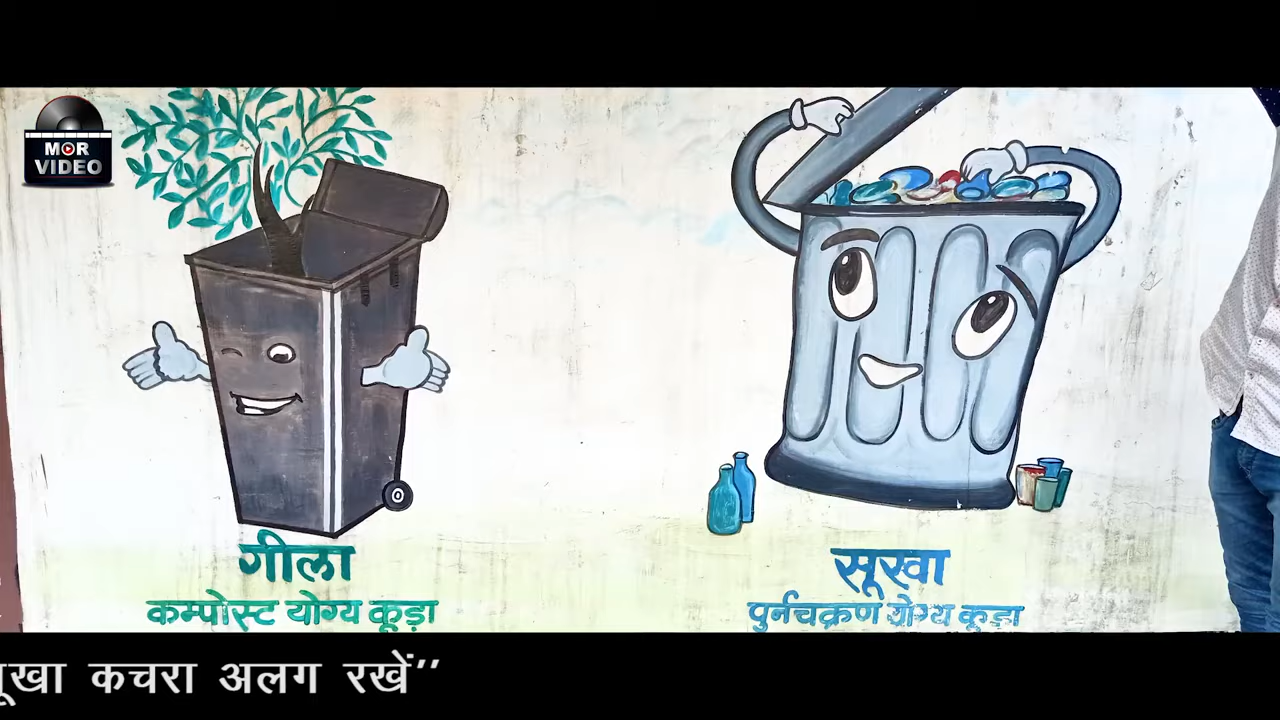 MOR
VIDEO
गीला
कम्पोस्ट योग्य कूड़ा
सूखा
पुर्नचक्रण योग्य कूड़ा
कचरा अलग रखें’’